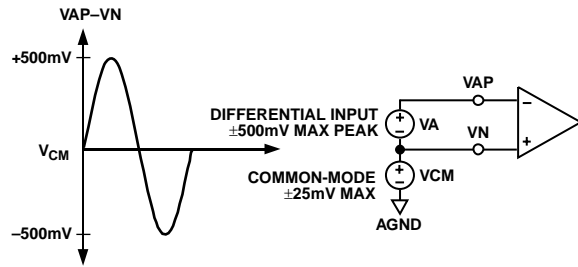 VAP–VN
+500mV
VCM
–500mV
DIFFERENTIAL INPUT
±500mV MAX PEAK
COMMON-MODE
±25mV MAX
VAP
VA
VN
VCM
AGND
+
–
+
–
–
+